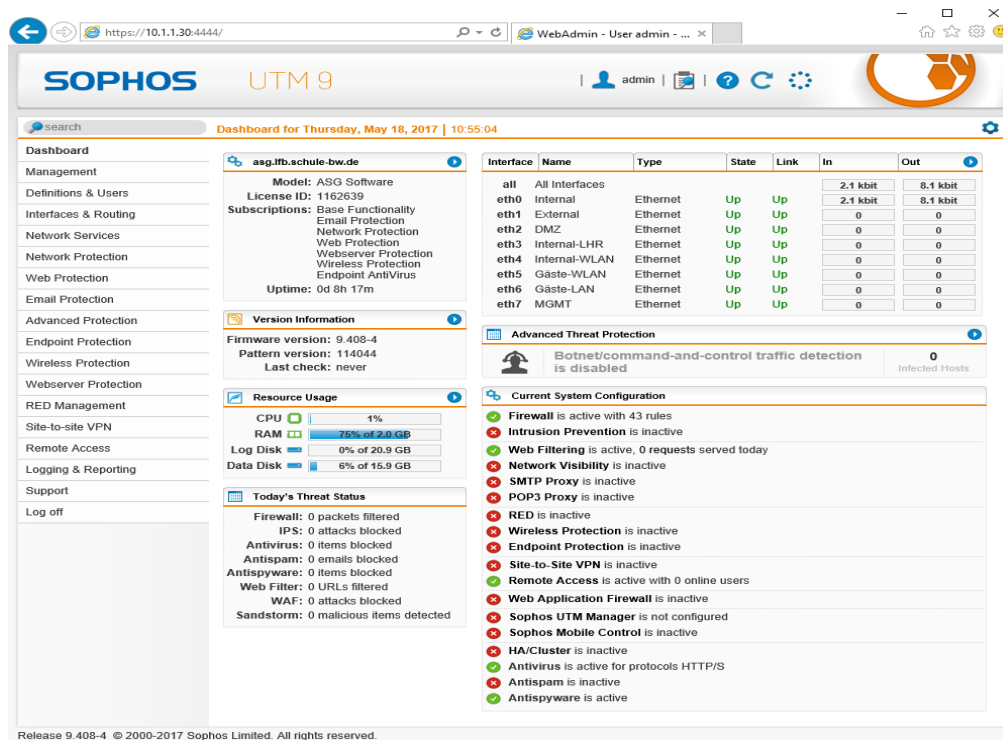 https://10.1.1.30:4444/
WebAdmin - User admin - ...
SOPHOS UTM 9
admin
search
Dashboard for Thursday, May 18, 2017 | 10:55:04
Dashboard
Management
Definitions & Users
Interfaces & Routing
Network Services
Network Protection
Web Protection
Email Protection
Advanced Protection
Endpoint Protection
Wireless Protection
Webserver Protection
RED Management
Site-to-site VPN
Remote Access
Logging & Reporting
Support
Log off
asg.lfb.schule-bw.de
Model: ASG Software
License ID: 1162639
Subscriptions: Base Functionality
Email Protection
Network Protection
Web Protection
Webserver Protection
Wireless Protection
Endpoint AntiVirus
Uptime: 0d 8h 17m
Version Information
Firmware version: 9.408-4
Pattern version: 114044
Last check: never
Resource Usage
CPU 1%
RAM 75% of 2.0 GB
Log Disk 0% of 20.9 GB
Data Disk 6% of 15.9 GB
Today's Threat Status
Firewall: 0 packets filtered
IPS: 0 attacks blocked
Antivirus: 0 items blocked
Antispam: 0 emails blocked
Antispyware: 0 items blocked
Web Filter: 0 URLs filtered
WAF: 0 attacks blocked
Sandstorm: 0 malicious items detected
Interface Name Type State Link In Out
all All Interfaces 2.1 kbit 8.1 kbit
eth0 Internal Ethernet Up Up 2.1 kbit 8.1 kbit
eth1 External Ethernet Up Up 0 0
eth2 DMZ Ethernet Up Up 0 0
eth3 Internal-LHR Ethernet Up Up 0 0
eth4 Internal-WLAN Ethernet Up Up 0 0
eth5 Gäste-WLAN Ethernet Up Up 0 0
eth6 Gäste-LAN Ethernet Up Up 0 0
eth7 MGMT Ethernet Up Up 0 0
Advanced Threat Protection
Botnet/command-and-control traffic detection
is disabled
0
Infected Hosts
Current System Configuration
Firewall is active with 43 rules
Intrusion Prevention is inactive
Web Filtering is active, 0 requests served today
Network Visibility is inactive
SMTP Proxy is inactive
POP3 Proxy is inactive
RED is inactive
Wireless Protection is inactive
Endpoint Protection is inactive
Site-to-Site VPN is inactive
Remote Access is active with 0 online users
Web Application Firewall is inactive
Sophos UTM Manager is not configured
Sophos Mobile Control is inactive
HA/Cluster is inactive
Antivirus is active for protocols HTTP/S
Antispam is inactive
Antispyware is active
Release 9.408-4 © 2000-2017 Sophos Limited. All rights reserved.